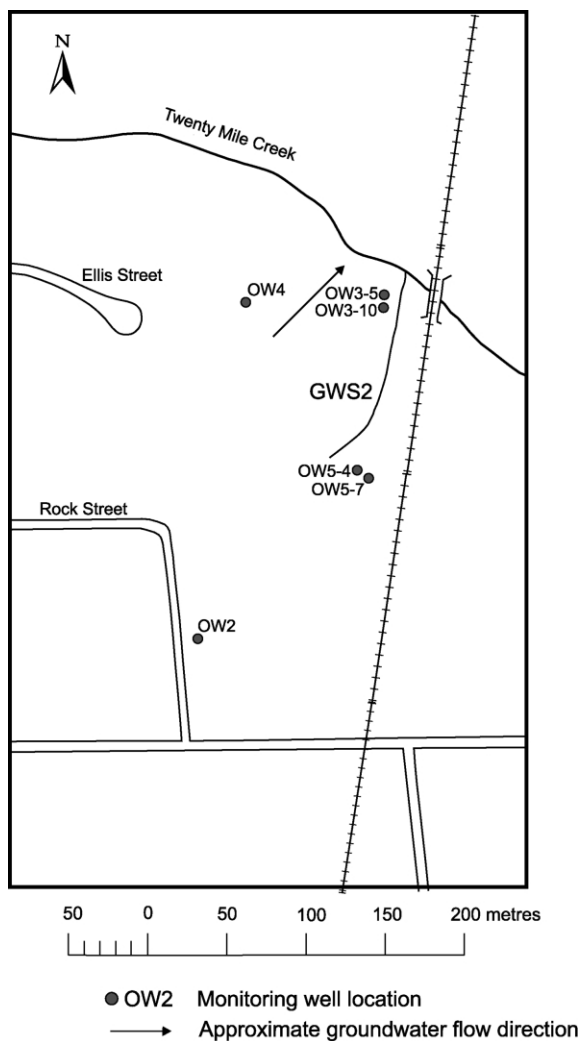 N
Twenty Mile Creek
Ellis Street
OW4
OW3-5
OW3-10
GWS2
OW5-4
OW5-7
Rock Street
OW2
50 0 50 100 150 200 metres
OW2 Monitoring well location
Approximate groundwater flow direction